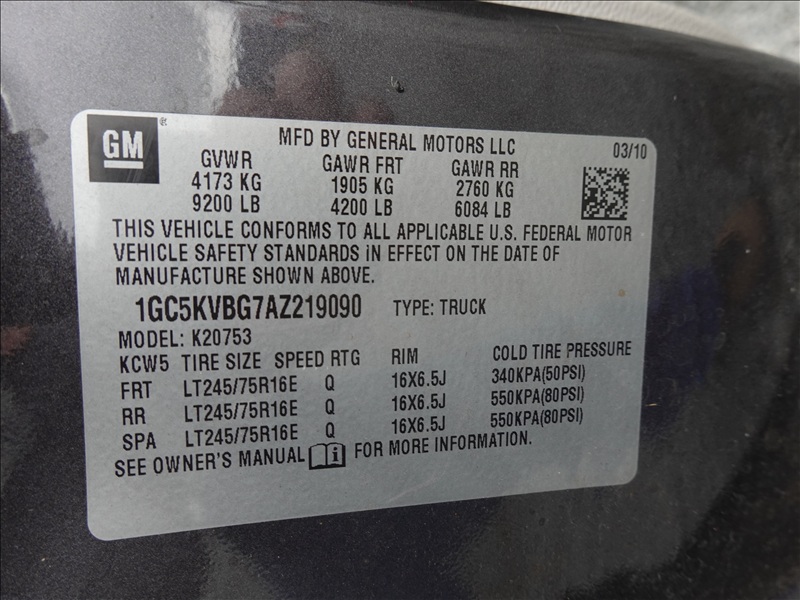 GM ®
MFD BY GENERAL MOTORS LLC 03/10
GVWR GAWR FRT GAWR RR
4173 KG 1905 KG 2760 KG
9200 LB 4200 LB 6084 LB
THIS VEHICLE CONFORMS TO ALL APPLICABLE U.S. FEDERAL MOTOR
VEHICLE SAFETY STANDARDS iN EFFECT ON THE DATE OF
MANUFACTURE SHOWN ABOVE.
1GC5KVBG7AZ219090 TYPE: TRUCK
MODEL: K20753
KCW5 TIRE SIZE SPEED RTG RIM COLD TIRE PRESSURE
FRT LT245/75R16E Q 16X6.5J 340KPA(50PSI)
RR LT245/75R16E Q 16X6.5J 550KPA(80PSI)
SPA LT245/75R16E Q 16X6.5J 550KPA(80PSI)
SEE OWNER'S MANUAL i FOR MORE INFORMATION.